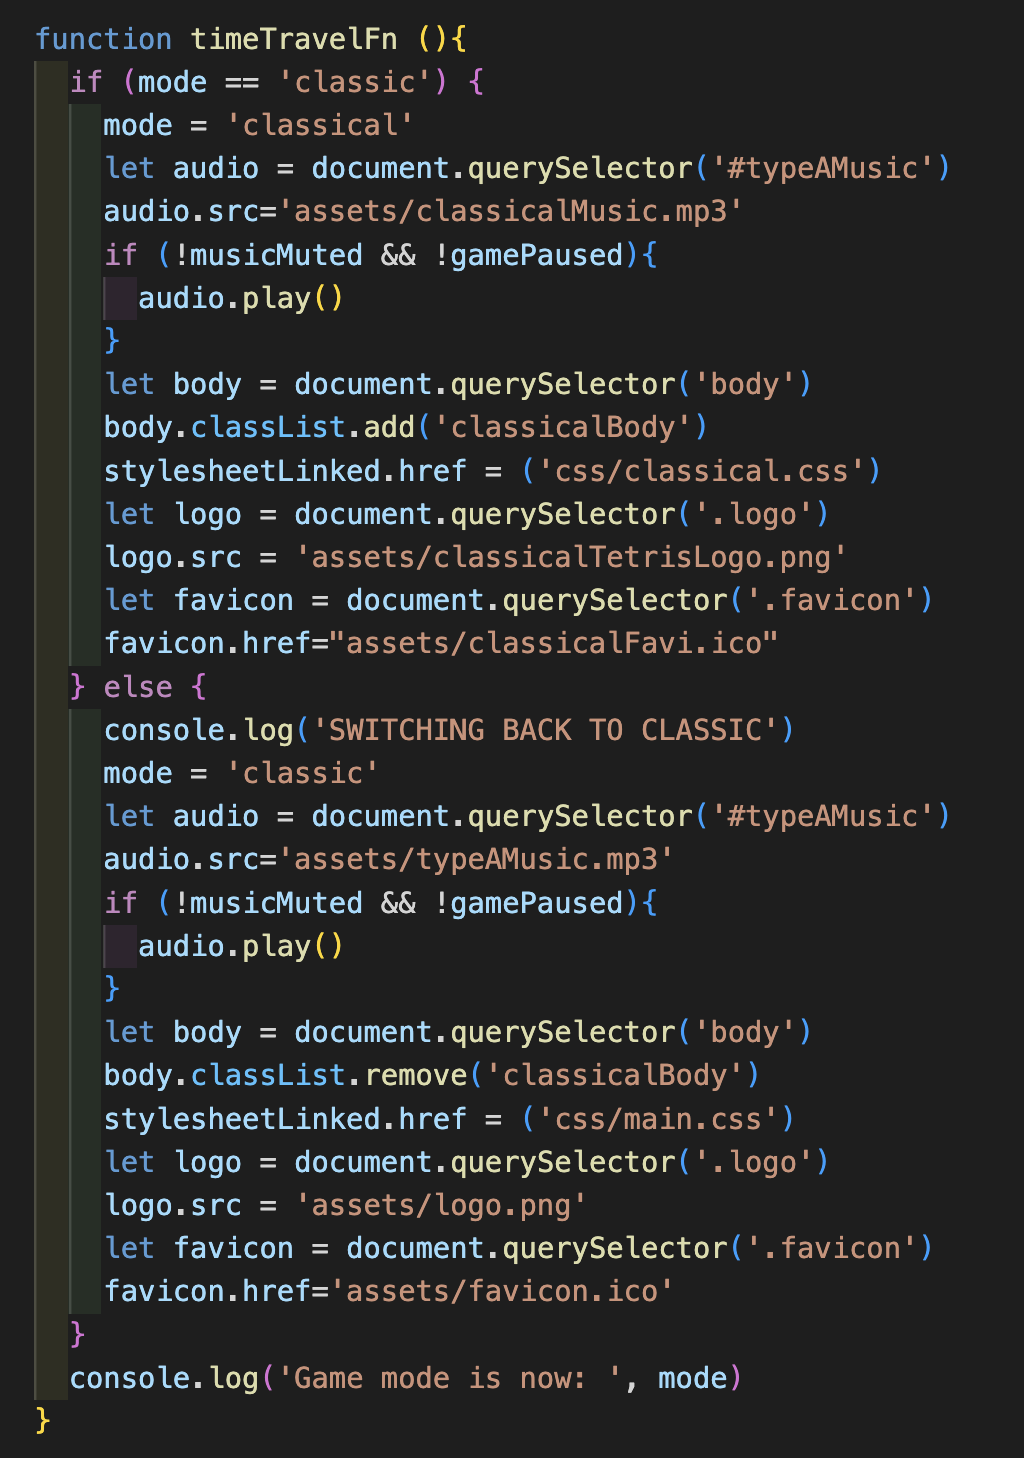 function timeTravelFn (){
if (mode == 'classic') {
mode = 'classical'
let audio = document.querySelector('#typeAMusic')
audio.src='assets/classicalMusic.mp3'
if (!musicMuted && !gamePaused){
audio.play()
}
let body = document.querySelector('body')
body.classList.add('classicalBody')
stylesheetLinked.href = ('css/classical.css')
let logo = document.querySelector('.logo')
logo.src = 'assets/classicalTetrisLogo.png'
let favicon = document.querySelector('.favicon')
favicon.href="assets/classicalFavi.ico"
} else {
console.log('SWITCHING BACK TO CLASSIC')
mode = 'classic'
let audio = document.querySelector('#typeAMusic')
audio.src='assets/typeAMusic.mp3'
if (!musicMuted && !gamePaused){
audio.play()
}
let body = document.querySelector('body')
body.classList.remove('classicalBody')
stylesheetLinked.href = ('css/main.css')
let logo = document.querySelector('.logo')
logo.src = 'assets/logo.png'
let favicon = document.querySelector('.favicon')
favicon.href='assets/favicon.ico'
}
console.log('Game mode is now: ', mode)
}